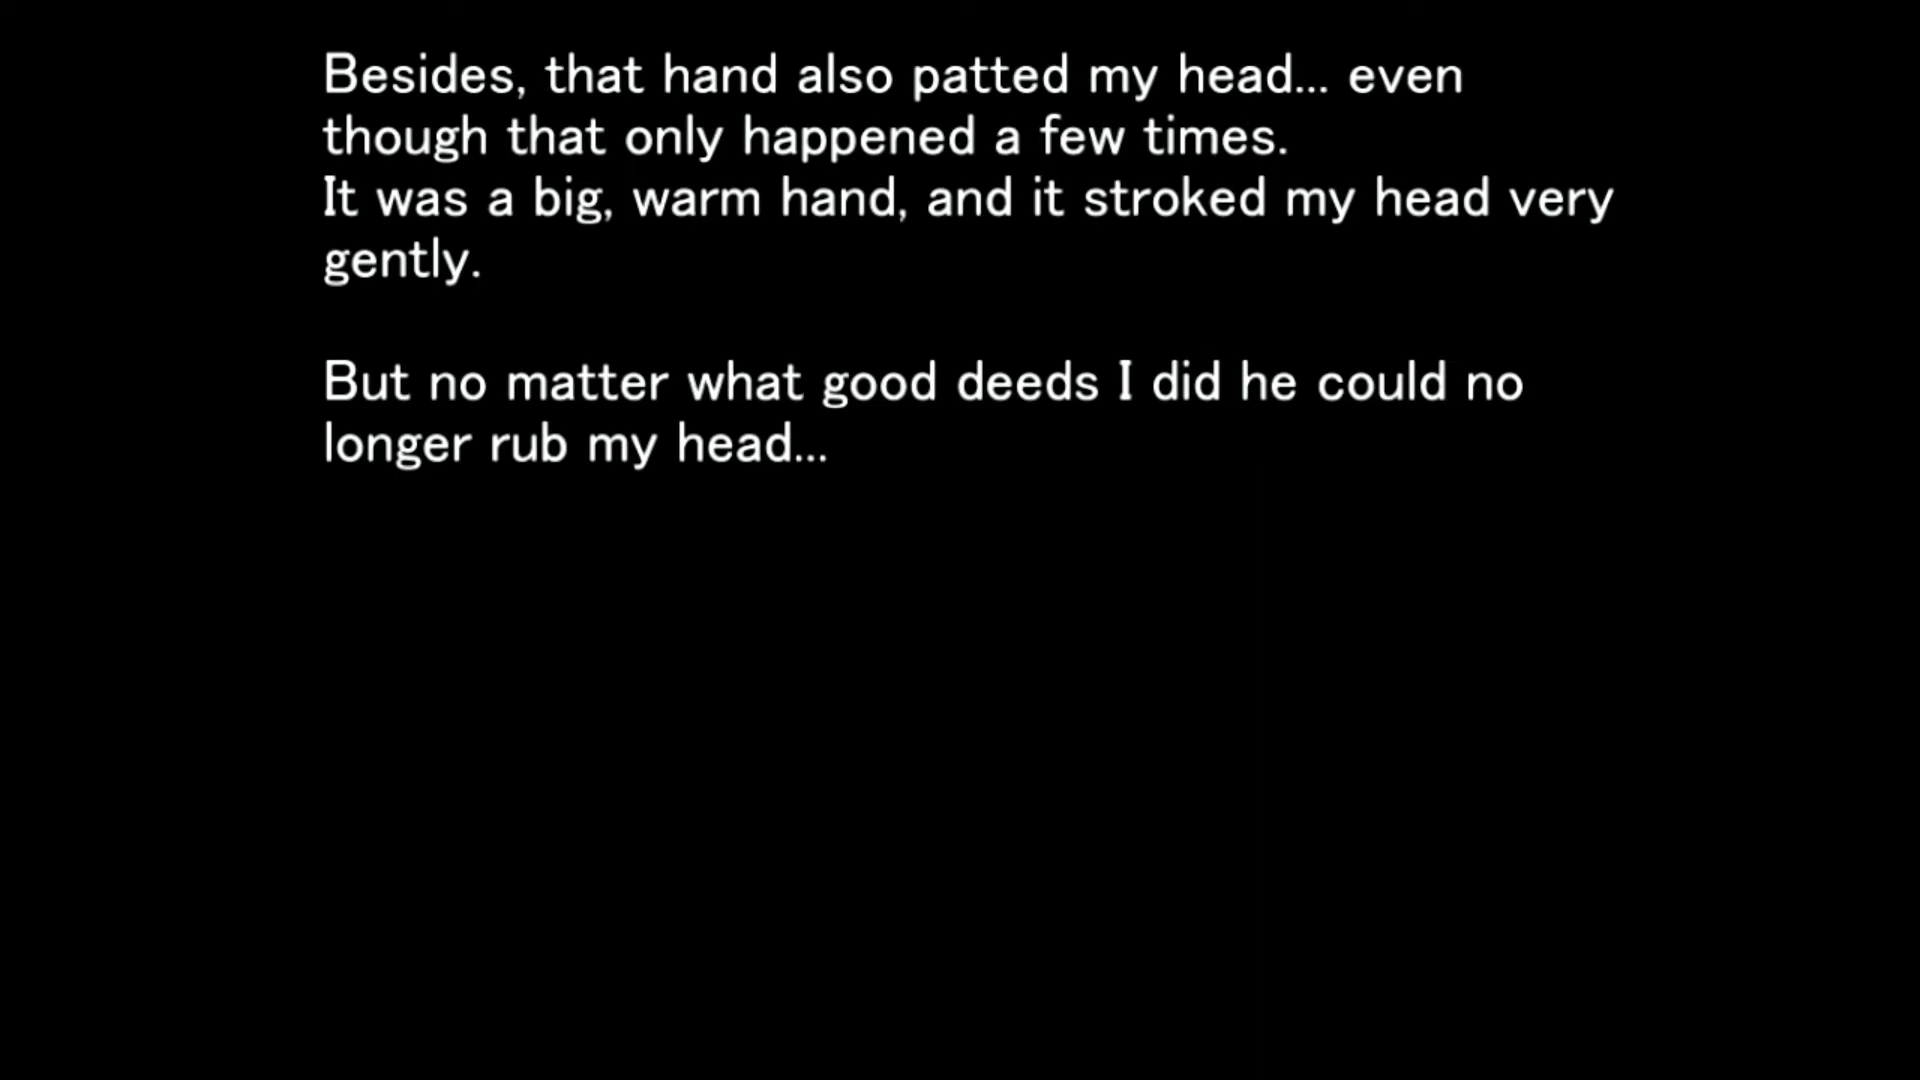 Besides, that hand also patted my head... even
though that only happened a few times.
It was a big, warm hand, and it stroked my head very
gently.
But no matter what good deeds I did he could no
longer rub my head...